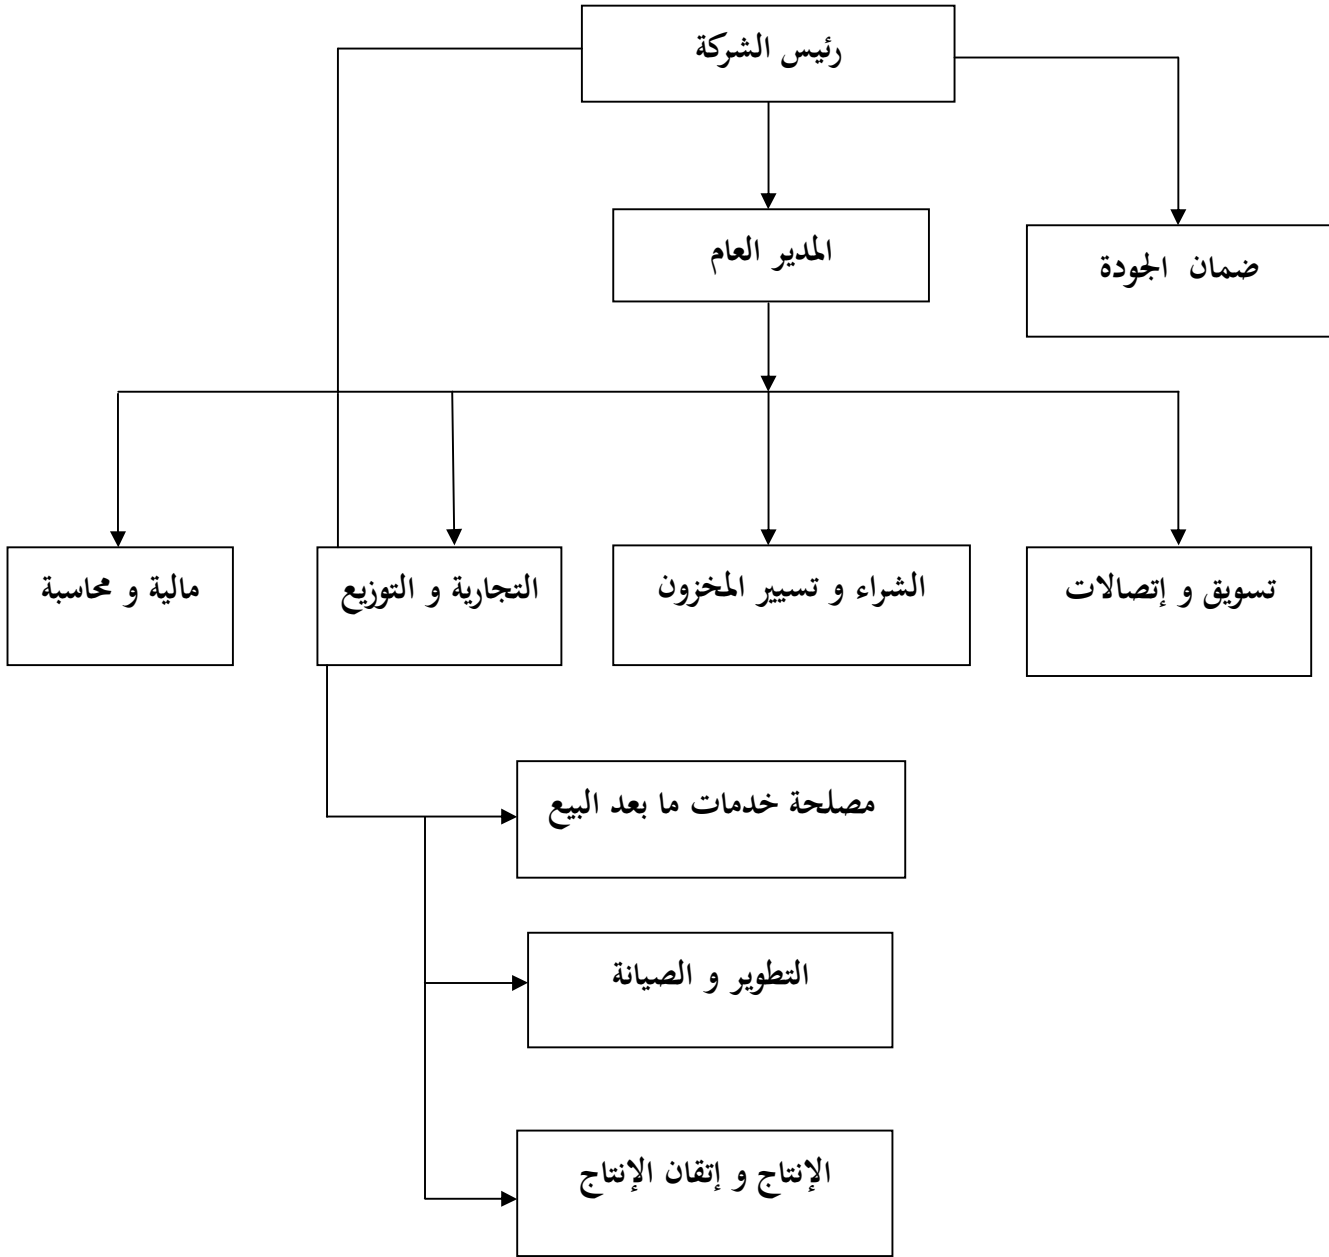 رئيس الشركة
المدير العام
ضمان الجودة
تسويق و إتصالات
الشراء و تسيير المخزون
التجارية و التوزيع
مالية و محاسبة
مصلحة خدمات ما بعد البيع
التطوير و الصيانة
الإنتاج و إتقان الإنتاج